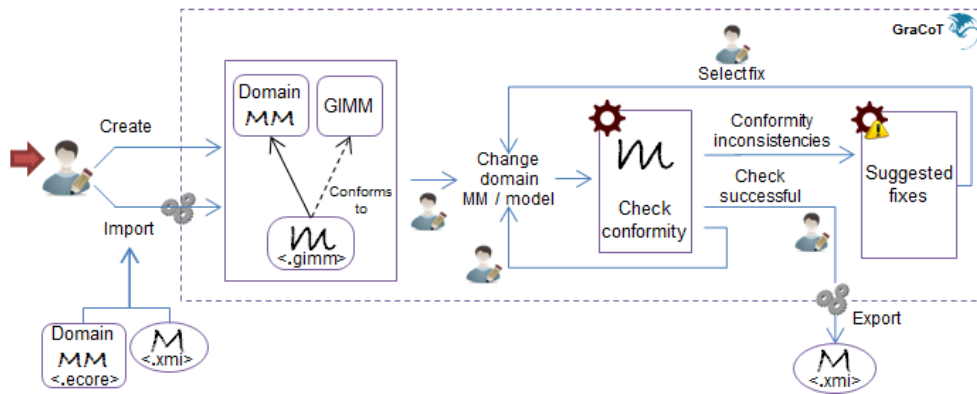 GraCoT
Select fix
Domain
MM
GIMM
Create
Import
Conforms
to
m
<.gimm>
Change
domain
MM / model
m
Check
conformity
Conformity
inconsistencies
Check
successful
Suggested
fixes
Export
Domain
MM
<.ecore>
M
<.xmi>
M
<.xmi>